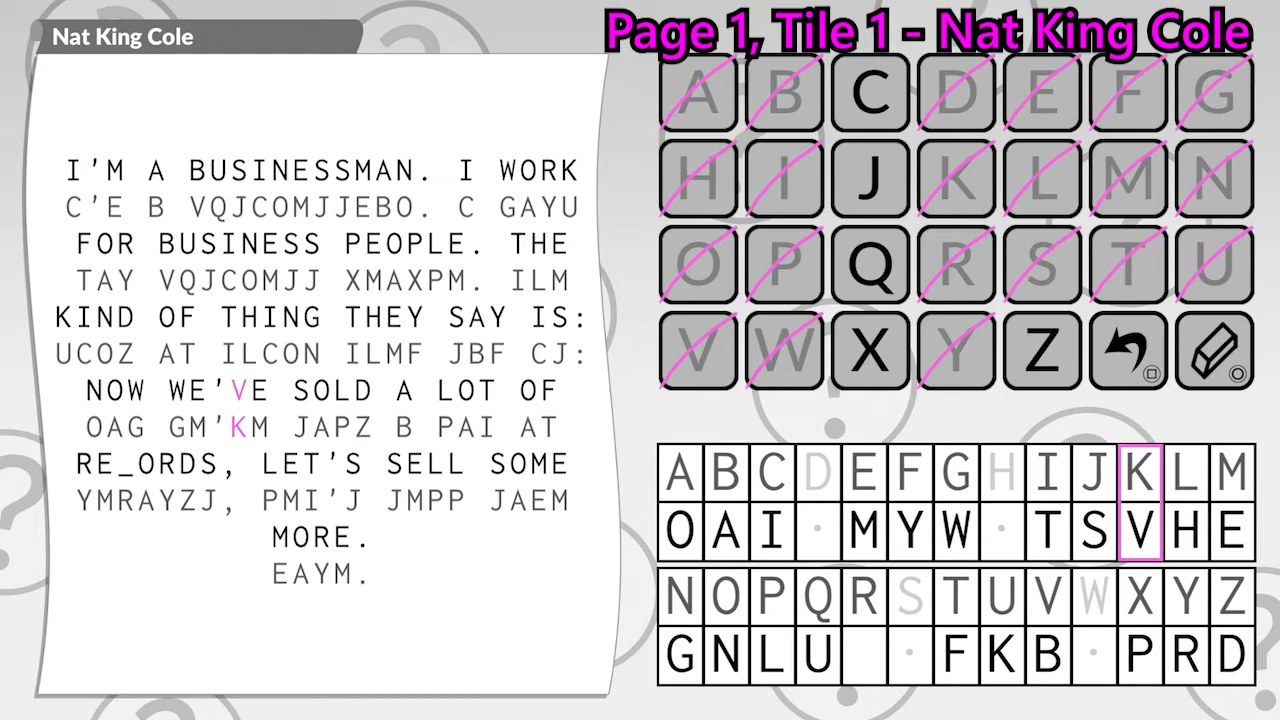 Nat King Cole
Page 1, Tile 1 - Nat King Cole
I'M A BUSINESSMAN. I WORK
C'E B VQJCOMJJEBO. C GAYU
FOR BUSINESS PEOPLE. THE
TAY VQJCOMJJ XMAXPM. ILM
KIND OF THING THEY SAY IS:
UCOZ AT ILCON ILMF JBF CJ:
NOW WE'VE SOLD A LOT OF
OAG GM'KM JAPZ B PAI AT
RE_ORDS, LET'S SELL SOME
YMRAYZJ, PMI'J JMPP JAEM
MORE.
EAYM.
A B C D E F G
H I J K L M N
O P Q R S T U
V W X Y Z
A B C D E F G H I J K L M
O A I · M Y W · T S V H E
N O P Q R S T U V W X Y Z
G N L U · F K B · P R D